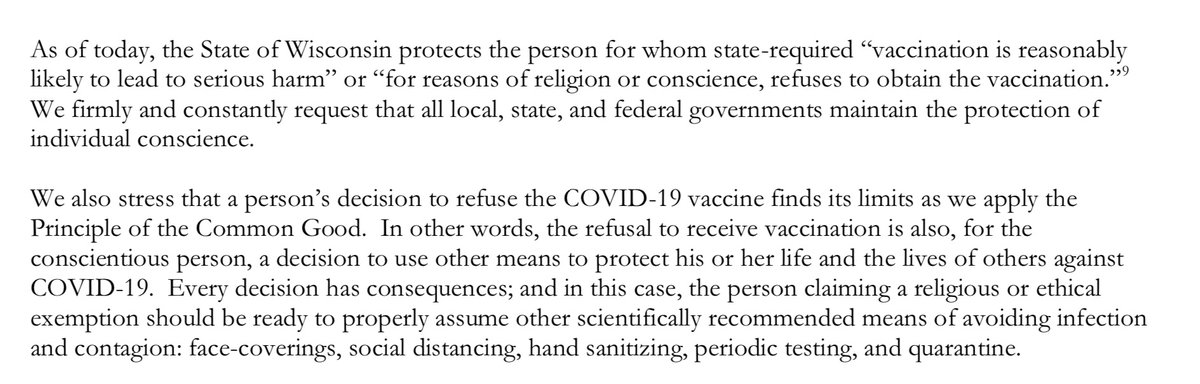 As of today, the State of Wisconsin protects the person for whom state-required “vaccination is reasonably
likely to lead to serious harm” or “for reasons of religion or conscience, refuses to obtain the vaccination.”9
We firmly and constantly request that all local, state, and federal governments maintain the protection of
individual conscience.
We also stress that a person’s decision to refuse the COVID-19 vaccine finds its limits as we apply the
Principle of the Common Good.  In other words, the refusal to receive vaccination is also, for the
conscientious person, a decision to use other means to protect his or her life and the lives of others against
COVID-19.  Every decision has consequences; and in this case, the person claiming a religious or ethical
exemption should be ready to properly assume other scientifically recommended means of avoiding infection
and contagion: face-coverings, social distancing, hand sanitizing, periodic testing, and quarantine.